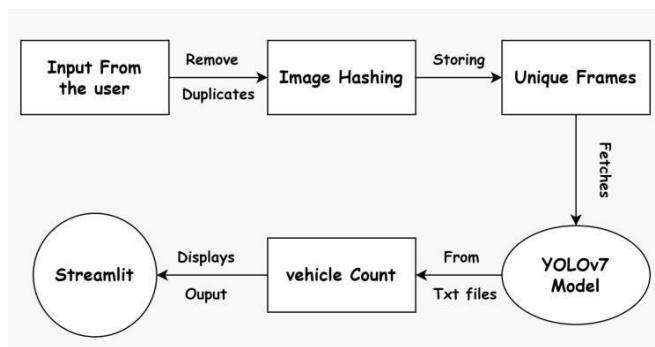 Input From
the user
Remove
Duplicates
Image Hashing
Storing
Unique Frames
Fetches
YOLOv7
Model
From
Txt files
vehicle Count
Displays
Ouput
Streamlit